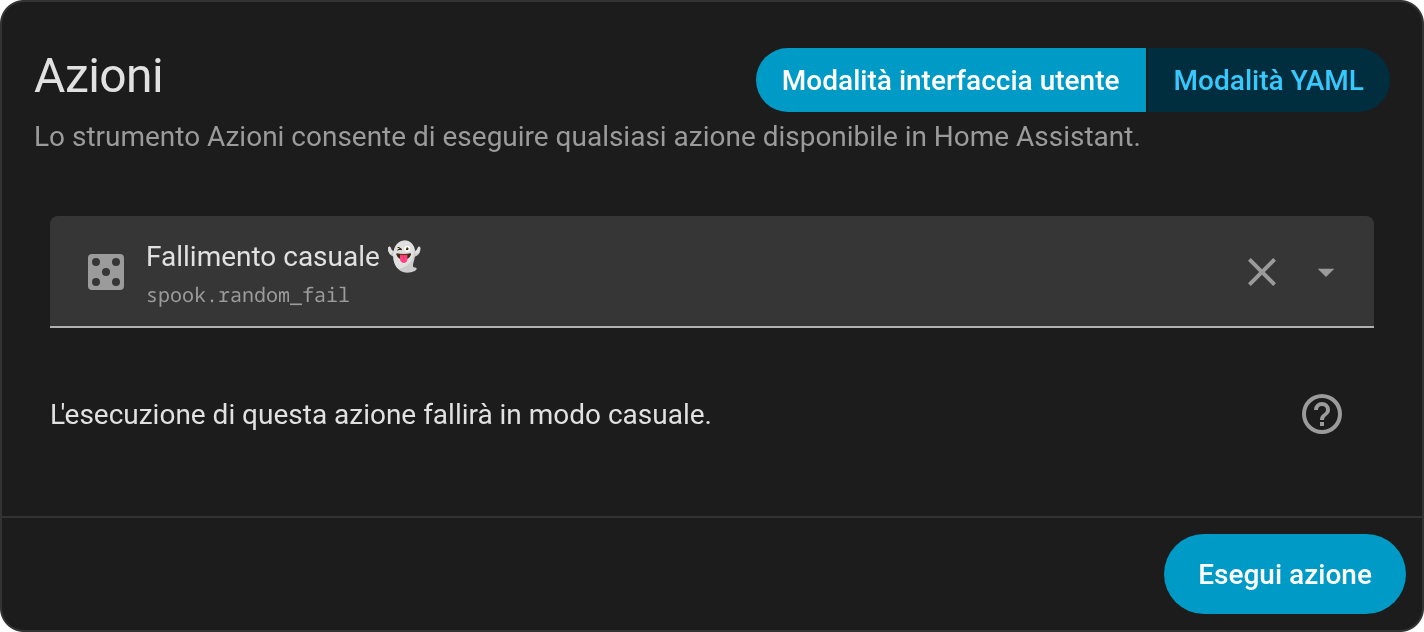 Azioni
Modalità interfaccia utente
Modalità YAML
Lo strumento Azioni consente di eseguire qualsiasi azione disponibile in Home Assistant.
Fallimento casuale 👻
spook.random_fail
L'esecuzione di questa azione fallirà in modo casuale.
Esegui azione